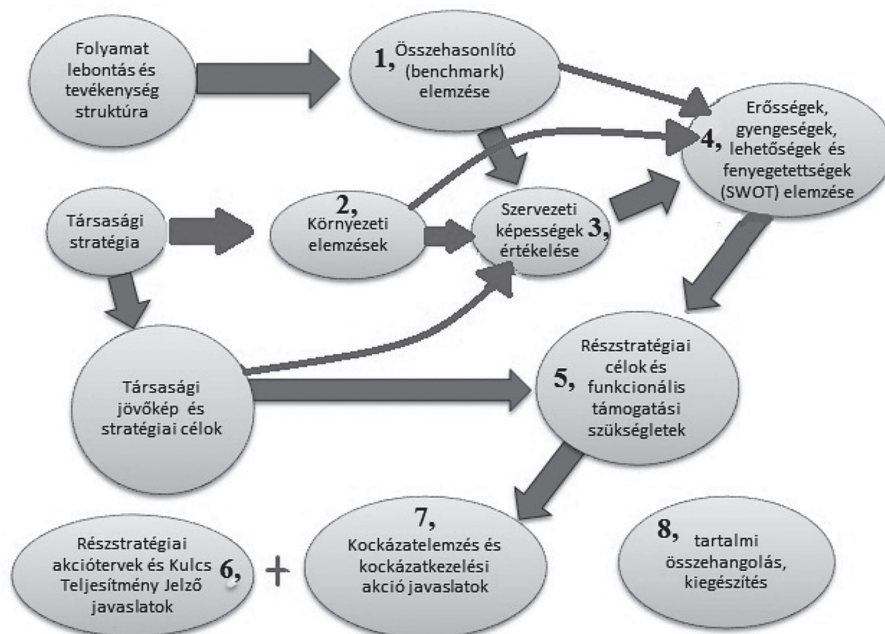 Folyamat
lebontás és
tevékenység
struktúra
1, Összehasonlító
(benchmark)
elemzése
Erősségek,
gyengeségek,
4, lehetőségek és
fenyegetettségek
(SWOT) elemzése
Társasági
stratégia
2,
Környezeti
elemzések
Szervezeti
képességek 3,
értékelése
Társasági
jövőkép és
stratégiai célok
Részstratégiai
célok és
5, funkcionális
támogatási
szükségletek
Részstratégiai
akciótervek és Kulcs 6,
Teljesítmény Jelző
javaslatok
+
7,
Kockázatelemzés és
kockázatkezelési
akció javaslatok
8, tartalmi
összehangolás,
kiegészítés